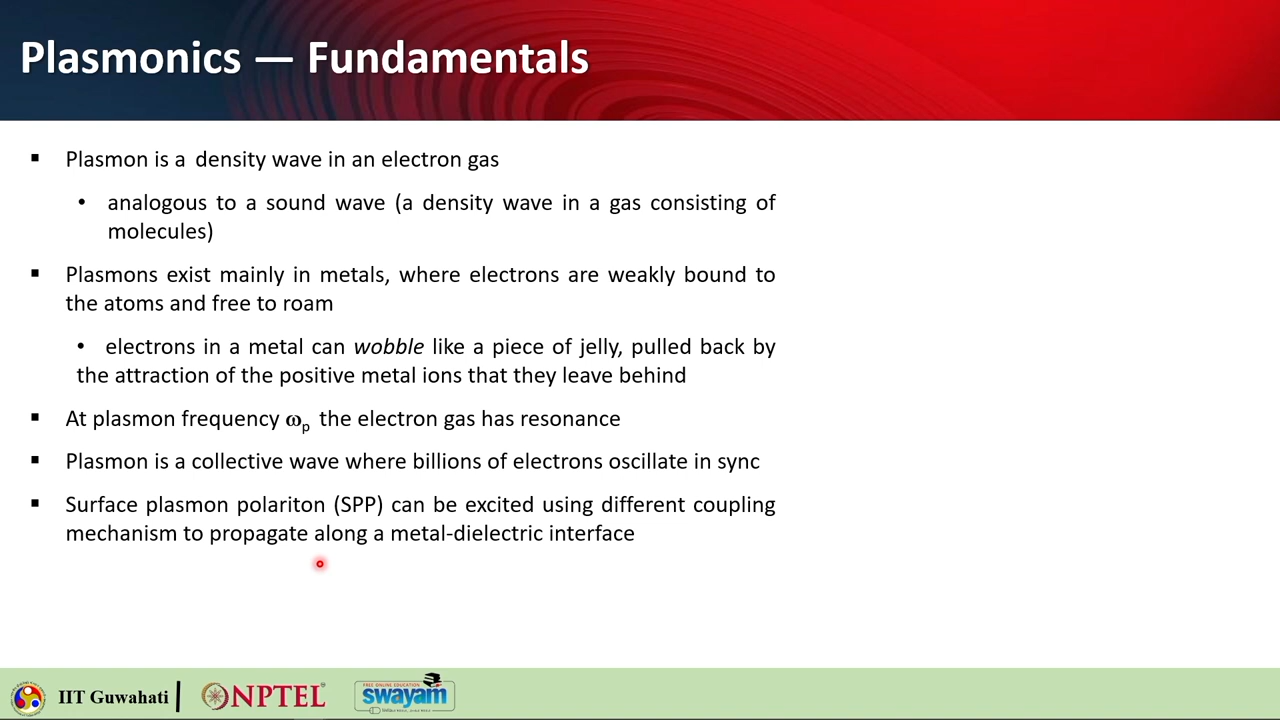 Plasmonics — Fundamentals
▪ Plasmon is a density wave in an electron gas
• analogous to a sound wave (a density wave in a gas consisting of
molecules)
▪ Plasmons exist mainly in metals, where electrons are weakly bound to
the atoms and free to roam
• electrons in a metal can wobble like a piece of jelly, pulled back by
the attraction of the positive metal ions that they leave behind
▪ At plasmon frequency ωp the electron gas has resonance
▪ Plasmon is a collective wave where billions of electrons oscillate in sync
▪ Surface plasmon polariton (SPP) can be excited using different coupling
mechanism to propagate along a metal-dielectric interface
IIT Guwahati
NPTEL
FREE ONLINE EDUCATION
swayam